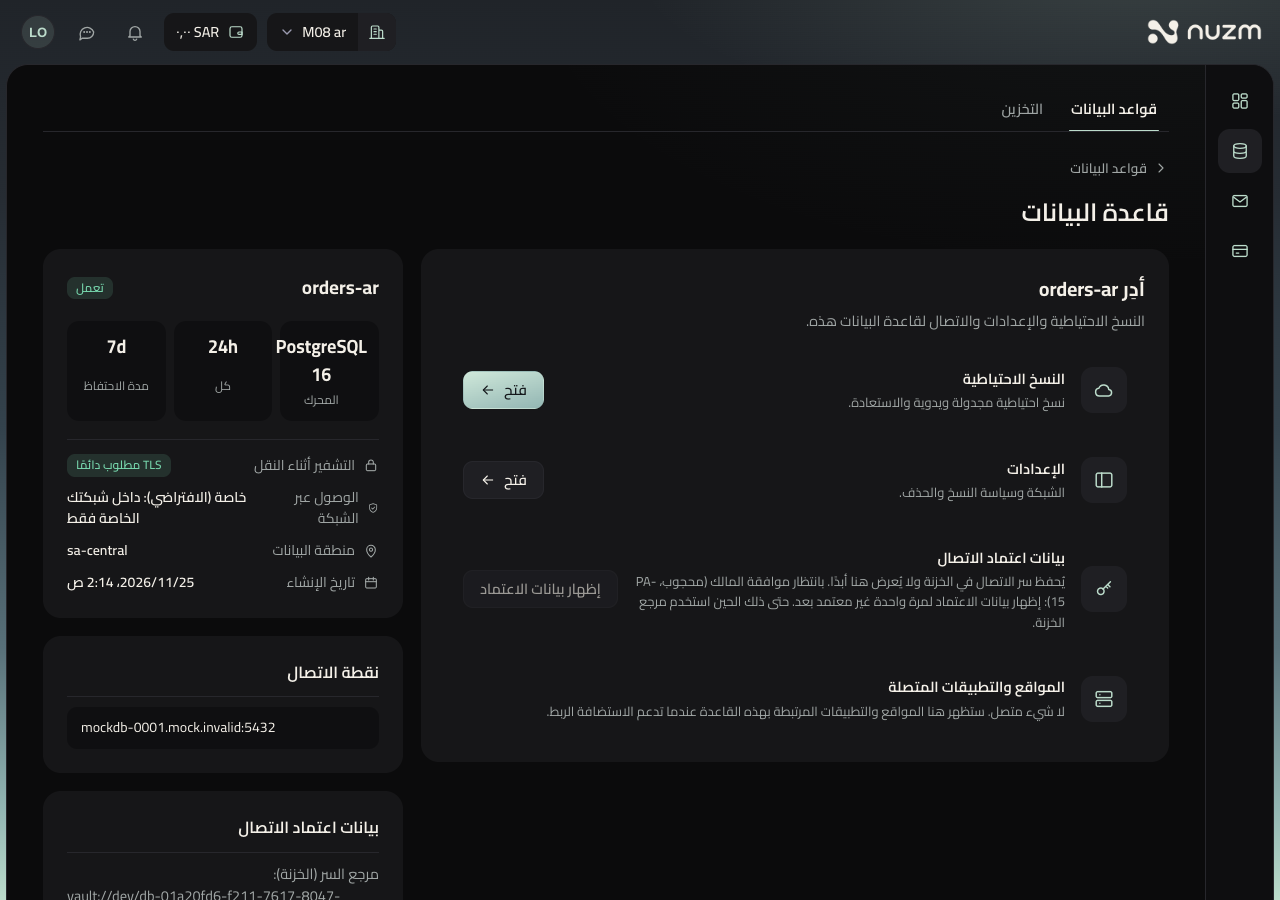 nuzm
M08 ar
٠,٠٠ SAR
LO
قواعد البيانات
التخزين
قواعد البيانات
قاعدة البيانات
أدِر orders-ar
النسخ الاحتياطية والإعدادات والاتصال لقاعدة البيانات هذه.
النسخ الاحتياطية
نسخ احتياطية مجدولة ويدوية والاستعادة.
فتح
الإعدادات
الشبكة وسياسة النسخ والحذف.
فتح
بيانات اعتماد الاتصال
يُحفظ سر الاتصال في الخزنة ولا يُعرض هنا أبدًا. بانتظار موافقة المالك (محجوب، PA-
15): إظهار بيانات الاعتماد لمرة واحدة غير معتمد بعد. حتى ذلك الحين استخدم مرجع
الخزنة.
إظهار بيانات الاعتماد
المواقع والتطبيقات المتصلة
لا شيء متصل. ستظهر هنا المواقع والتطبيقات المرتبطة بهذه القاعدة عندما تدعم الاستضافة الربط.
orders-ar
تعمل
PostgreSQL
16
المحرك
24h
كل
7d
مدة الاحتفاظ
التشفير أثناء النقل
TLS مطلوب دائمًا
الوصول عبر
الشبكة
خاصة (الافتراضي): داخل شبكتك
الخاصة فقط
منطقة البيانات
sa-central
تاريخ الإنشاء
2026/11/25، 2:14 ص
نقطة الاتصال
mockdb-0001.mock.invalid:5432
بيانات اعتماد الاتصال
مرجع السر (الخزنة):
vault://dev/db-01a20fd6-f211-7617-8047-